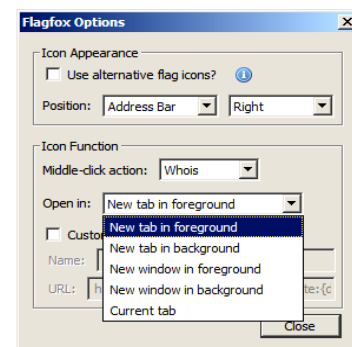 Flagfox Options
Icon Appearance
Use alternative flag icons?
Position: Address Bar Right
Icon Function
Middle-click action: Whois
Open in: New tab in foreground
New tab in foreground
New tab in background
New window in foreground
New window in background
Current tab
Name:
URL:
Close